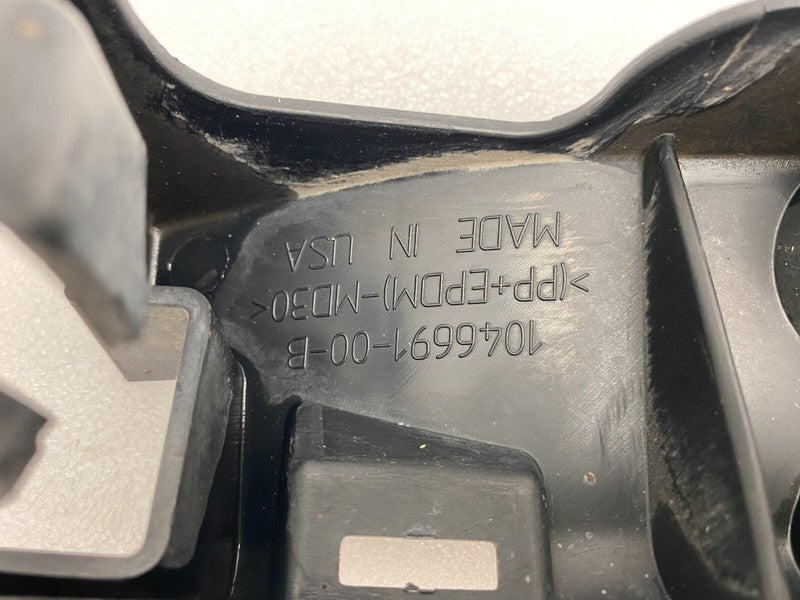 1046691-00-B
>(PP+EPDM)-MD30<
MADE IN USA